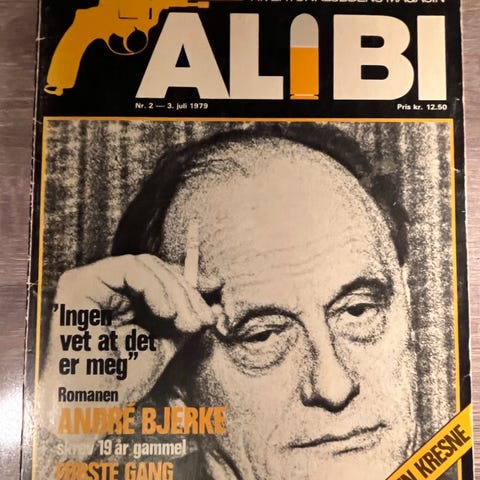 MAGASIN
ALIBI
Nr. 2 — 3. juli 1979
Pris kr. 12.50
"Ingen
vet at det
er meg"
Romanen
ANDRÉ BJERKE
skrev 19 år gammel
FØRSTE GANG
KRESNE